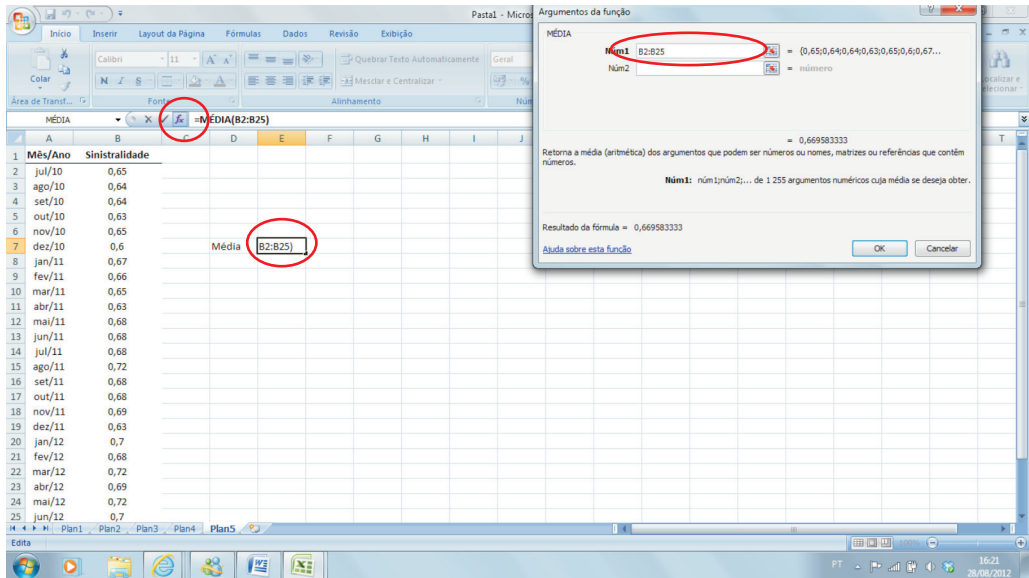 Pasta1 - Micros
Início Inserir Layout da Página Fórmulas Dados Revisão Exibição
Colar
Calibri 11 A A
N I S
Quebrar Texto Automaticamente
Mesclar e Centralizar
Geral
%
Área de Transf... Fonte Alinhamento Núm
MÉDIA fx =MÉDIA(B2:B25)
A B C D E F G H I J T
1 Mês/Ano Sinistralidade
2 jul/10 0,65
3 ago/10 0,64
4 set/10 0,64
5 out/10 0,63
6 nov/10 0,65
7 dez/10 0,6 Média B2:B25)
8 jan/11 0,67
9 fev/11 0,66
10 mar/11 0,65
11 abr/11 0,63
12 mai/11 0,68
13 jun/11 0,68
14 jul/11 0,68
15 ago/11 0,72
16 set/11 0,68
17 out/11 0,68
18 nov/11 0,69
19 dez/11 0,63
20 jan/12 0,7
21 fev/12 0,68
22 mar/12 0,72
23 abr/12 0,69
24 mai/12 0,72
25 jun/12 0,7
Plan1 Plan2 Plan3 Plan4 Plan5
Edita 100%
Argumentos da função
MÉDIA
Núm1 B2:B25 = {0,65;0,64;0,64;0,63;0,65;0,6;0,67...
Núm2 = número
= 0,669583333
Retorna a média (aritmética) dos argumentos que podem ser números ou nomes, matrizes ou referências que contêm
números.
Núm1: núm1;núm2;... de 1 255 argumentos numéricos cuja média se deseja obter.
Resultado da fórmula = 0,669583333
Ajuda sobre esta função OK Cancelar
ocalizar e
elecionar
PT 16:21
28/08/2012